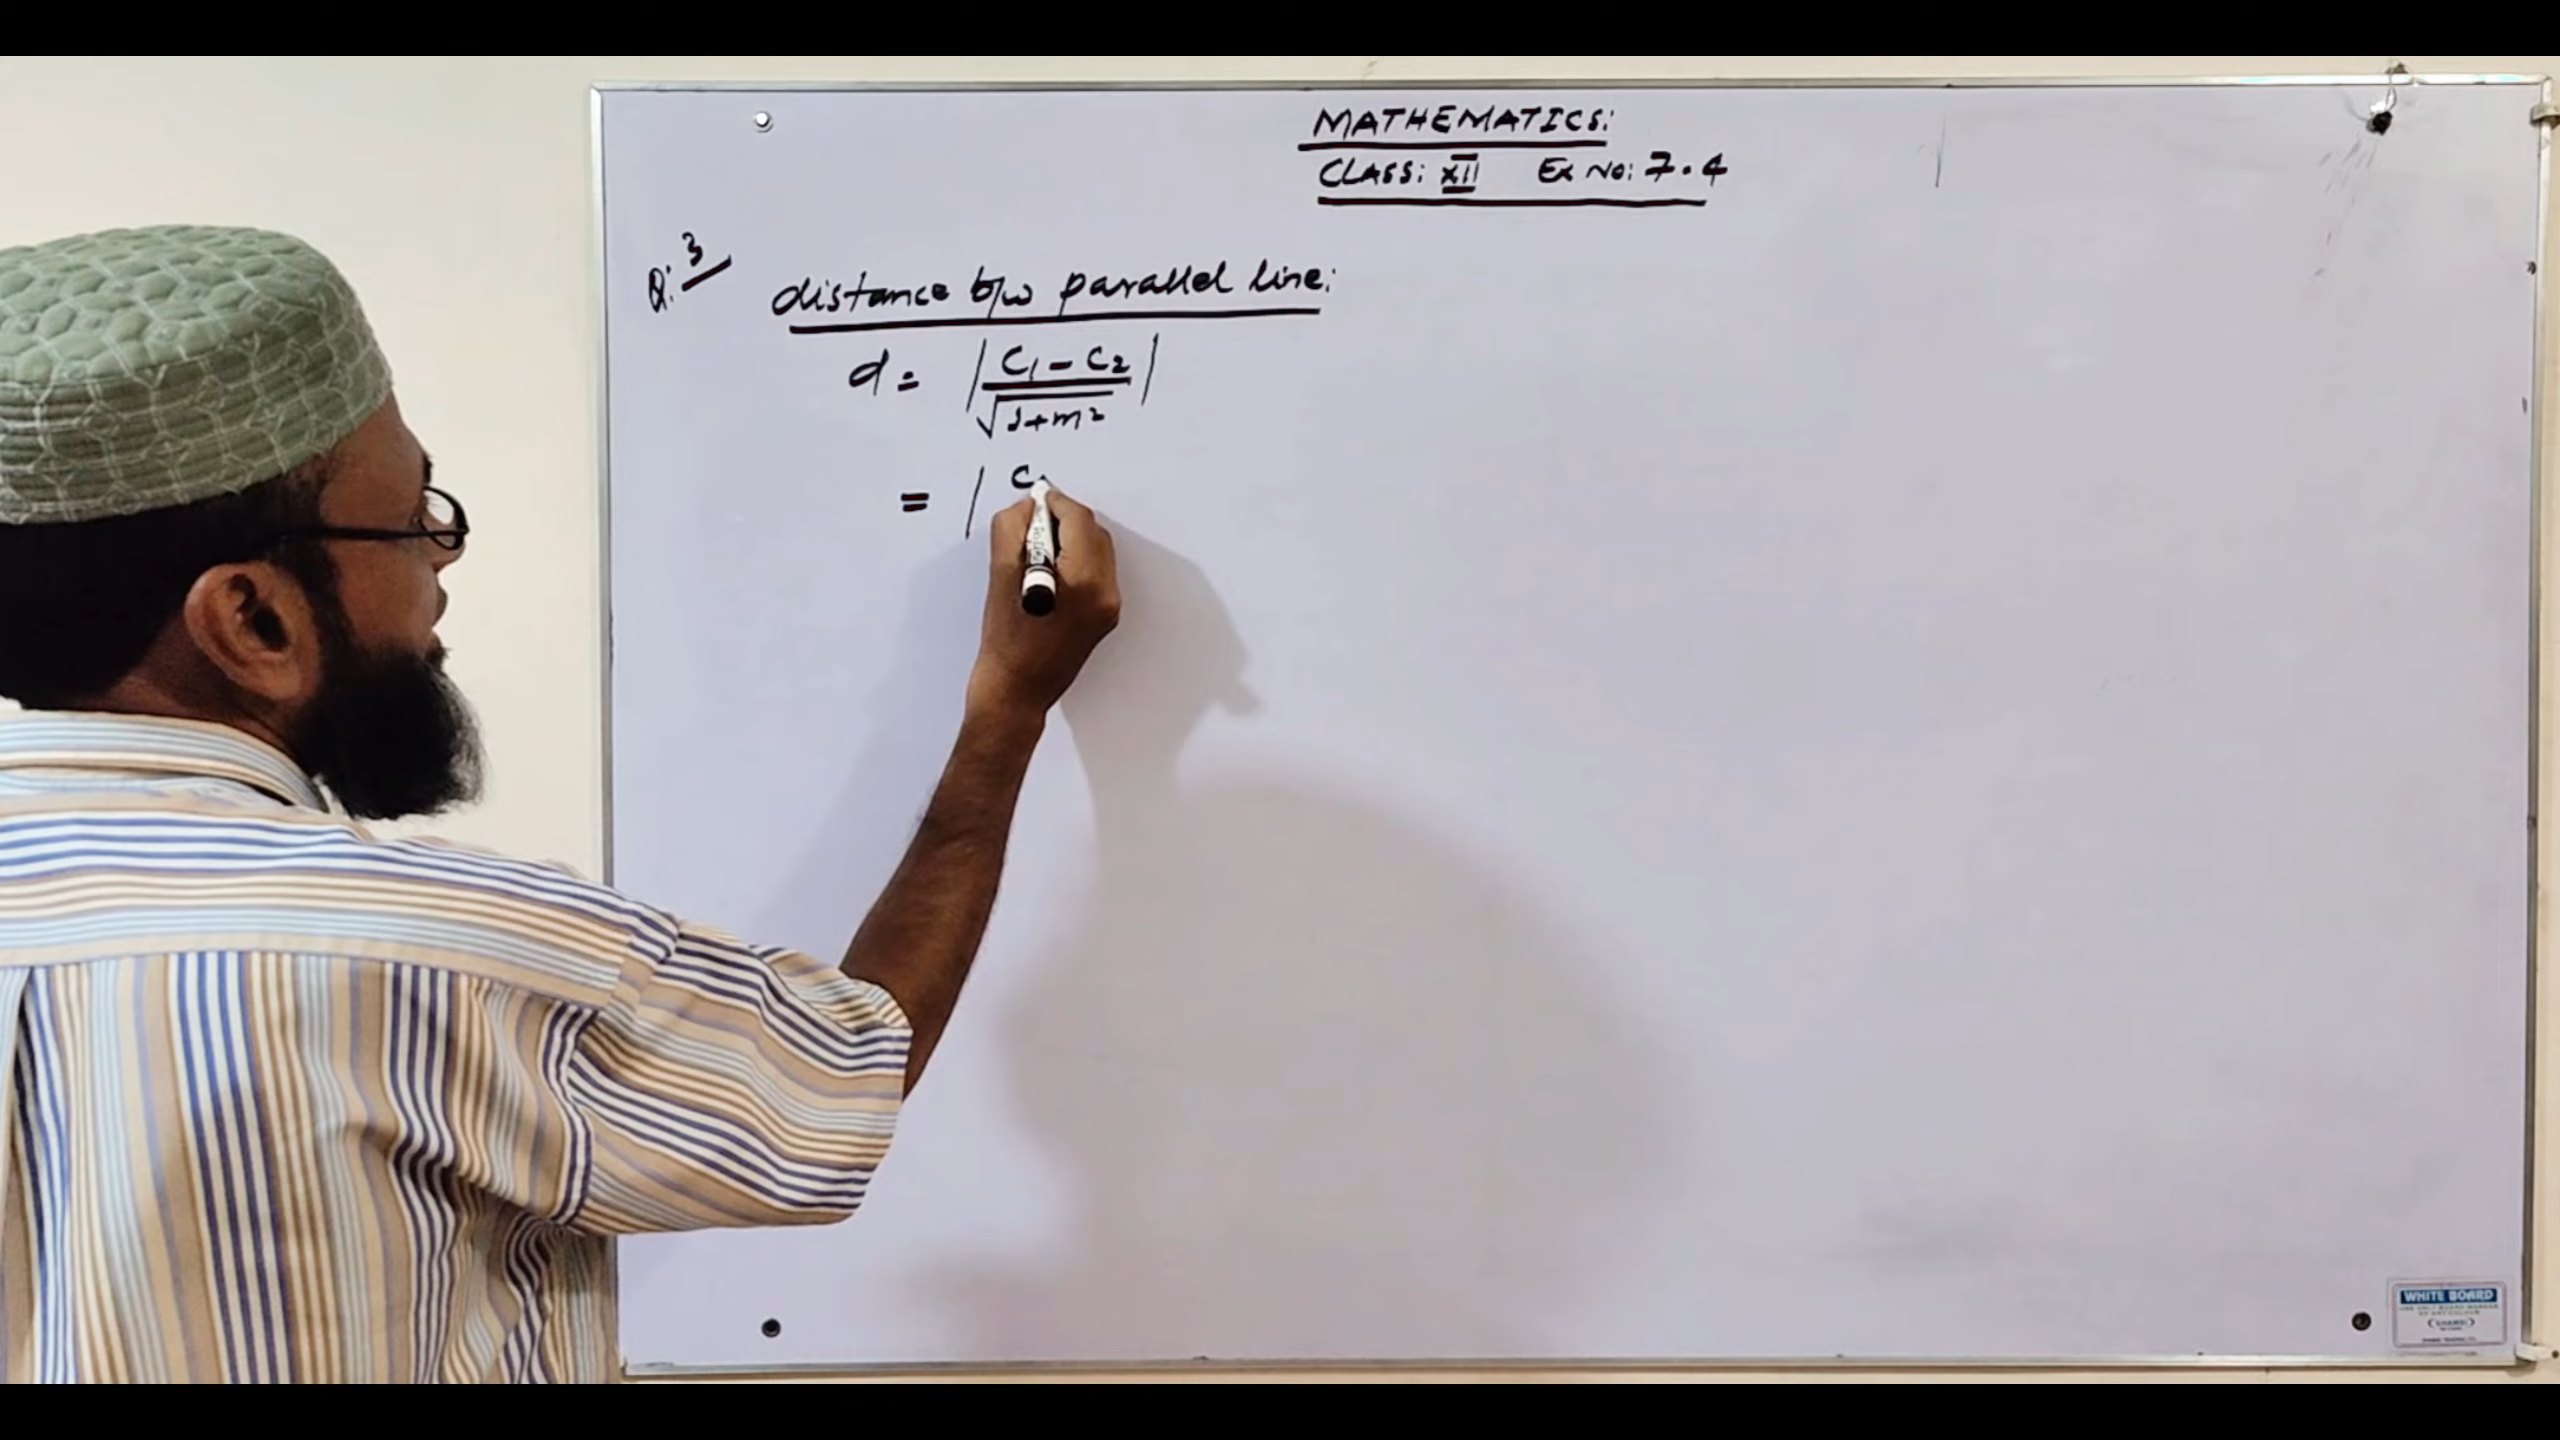 MATHEMATICS:
CLASS: XII Ex No: 7.4
Q: 3
distance b/w parallel line:
d = | C₁ - C₂ |
√1+m²
= | C
WHITE BOARD